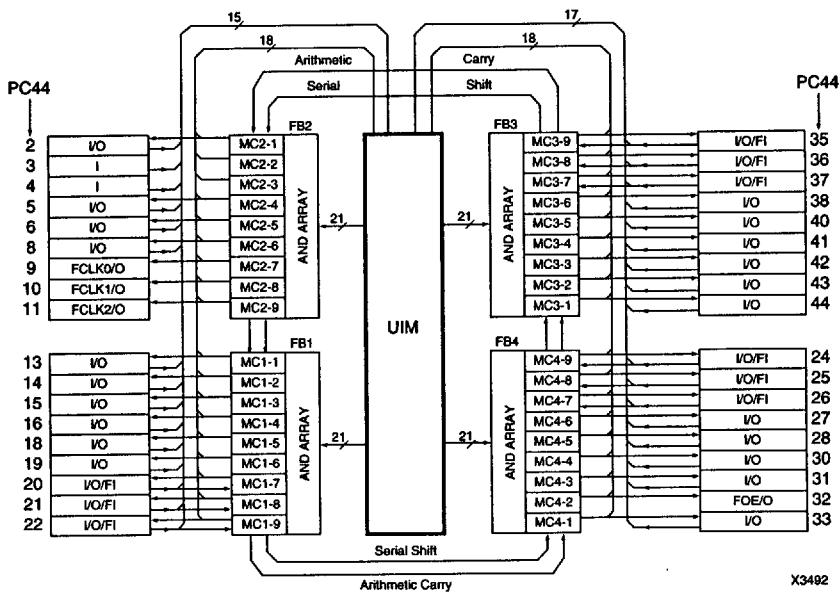 15
17
18
18
Arithmetic Carry
Serial Shift
PC44
PC44
FB2
FB3
2 I/O MC2-1
3 I MC2-2
4 I MC2-3
5 I/O MC2-4
6 I/O MC2-5
8 I/O MC2-6
9 FCLK0/O MC2-7
10 FCLK1/O MC2-8
11 FCLK2/O MC2-9
AND ARRAY
21
UIM
21
AND ARRAY
MC3-9 I/O/FI 35
MC3-8 I/O/FI 36
MC3-7 I/O/FI 37
MC3-6 I/O 38
MC3-5 I/O 40
MC3-4 I/O 41
MC3-3 I/O 42
MC3-2 I/O 43
MC3-1 I/O 44
FB1
FB4
13 I/O MC1-1
14 I/O MC1-2
15 I/O MC1-3
16 I/O MC1-4
18 I/O MC1-5
19 I/O MC1-6
20 I/O/FI MC1-7
21 I/O/FI MC1-8
22 I/O/FI MC1-9
AND ARRAY
21
21
AND ARRAY
MC4-9 I/O/FI 24
MC4-8 I/O/FI 25
MC4-7 I/O/FI 26
MC4-6 I/O 27
MC4-5 I/O 28
MC4-4 I/O 30
MC4-3 I/O 31
MC4-2 FOE/O 32
MC4-1 I/O 33
Serial Shift
Arithmetic Carry
X3492